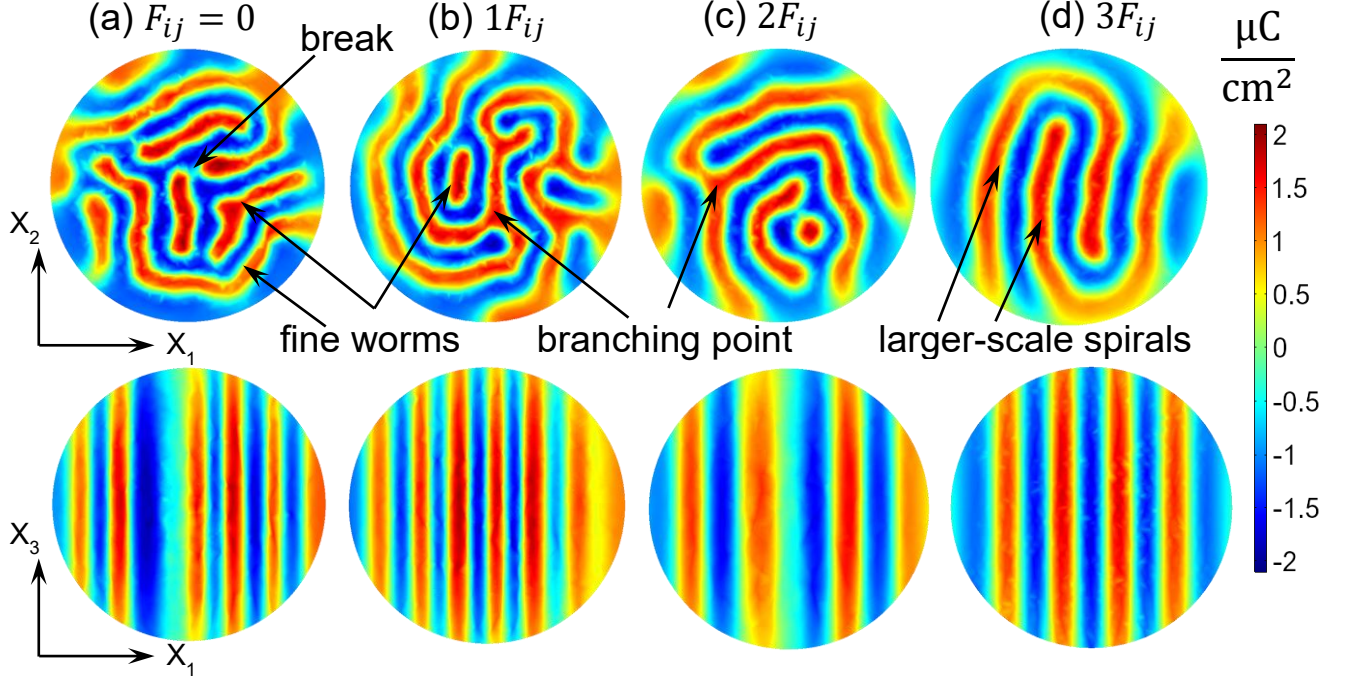 (a) F_ij = 0
(b) 1F_ij
(c) 2F_ij
(d) 3F_ij
μC
cm²
break
2
1.5
1
0.5
0
-0.5
-1
-1.5
-2
X₂
X₁
fine worms
branching point
larger-scale spirals
X₃
X₁